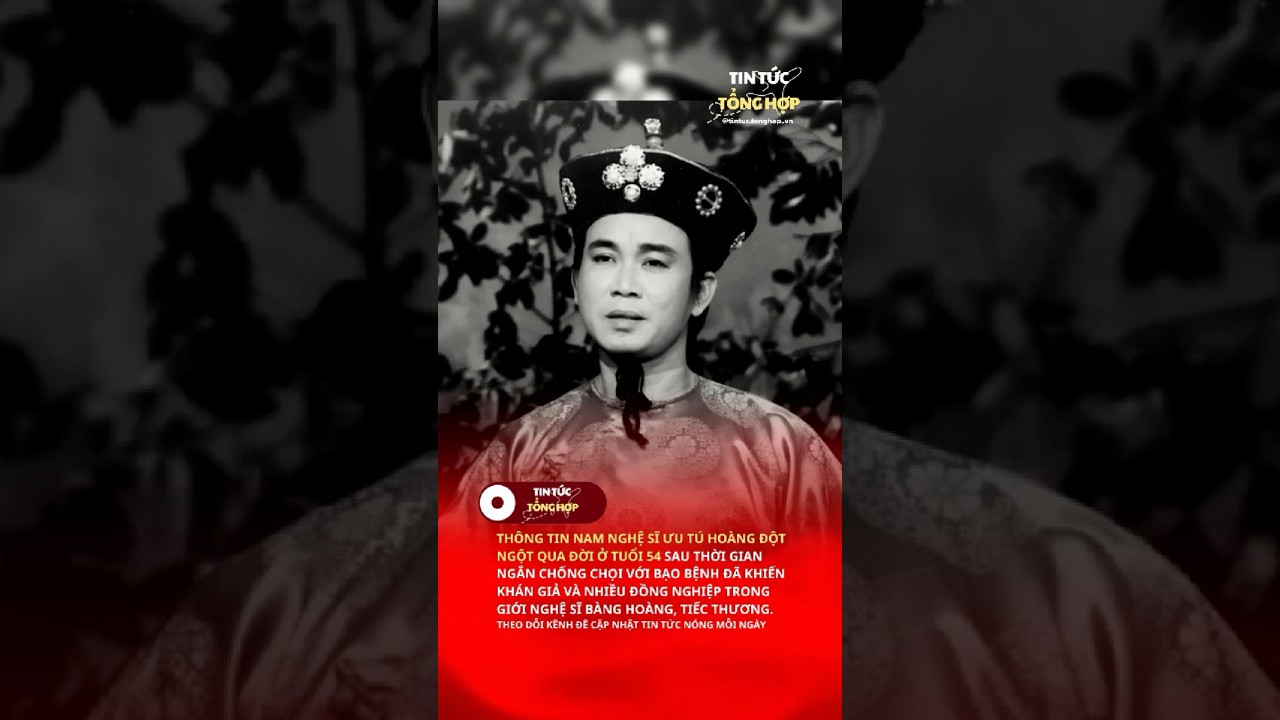 TIN TỨC
TỔNG HỢP
@tintuc.tonghop.vn
TIN TỨC
TỔNG HỢP
THÔNG TIN NAM NGHỆ SĨ ƯU TÚ HOÀNG ĐỘT
NGỘT QUA ĐỜI Ở TUỔI 54 SAU THỜI GIAN
NGẮN CHỐNG CHỌI VỚI BẠO BỆNH ĐÃ KHIẾN
KHÁN GIẢ VÀ NHIỀU ĐỒNG NGHIỆP TRONG
GIỚI NGHỆ SĨ BÀNG HOÀNG, TIẾC THƯƠNG.
THEO DÕI KÊNH ĐỂ CẬP NHẬT TIN TỨC NÓNG MỖI NGÀY